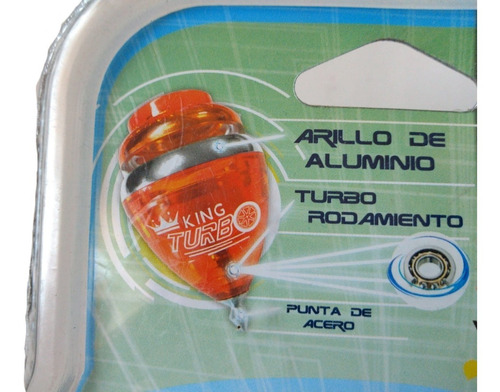 ARILLO DE
ALUMINIO
TURBO
RODAMIENTO
KING
TURBO
PUNTA DE
ACERO